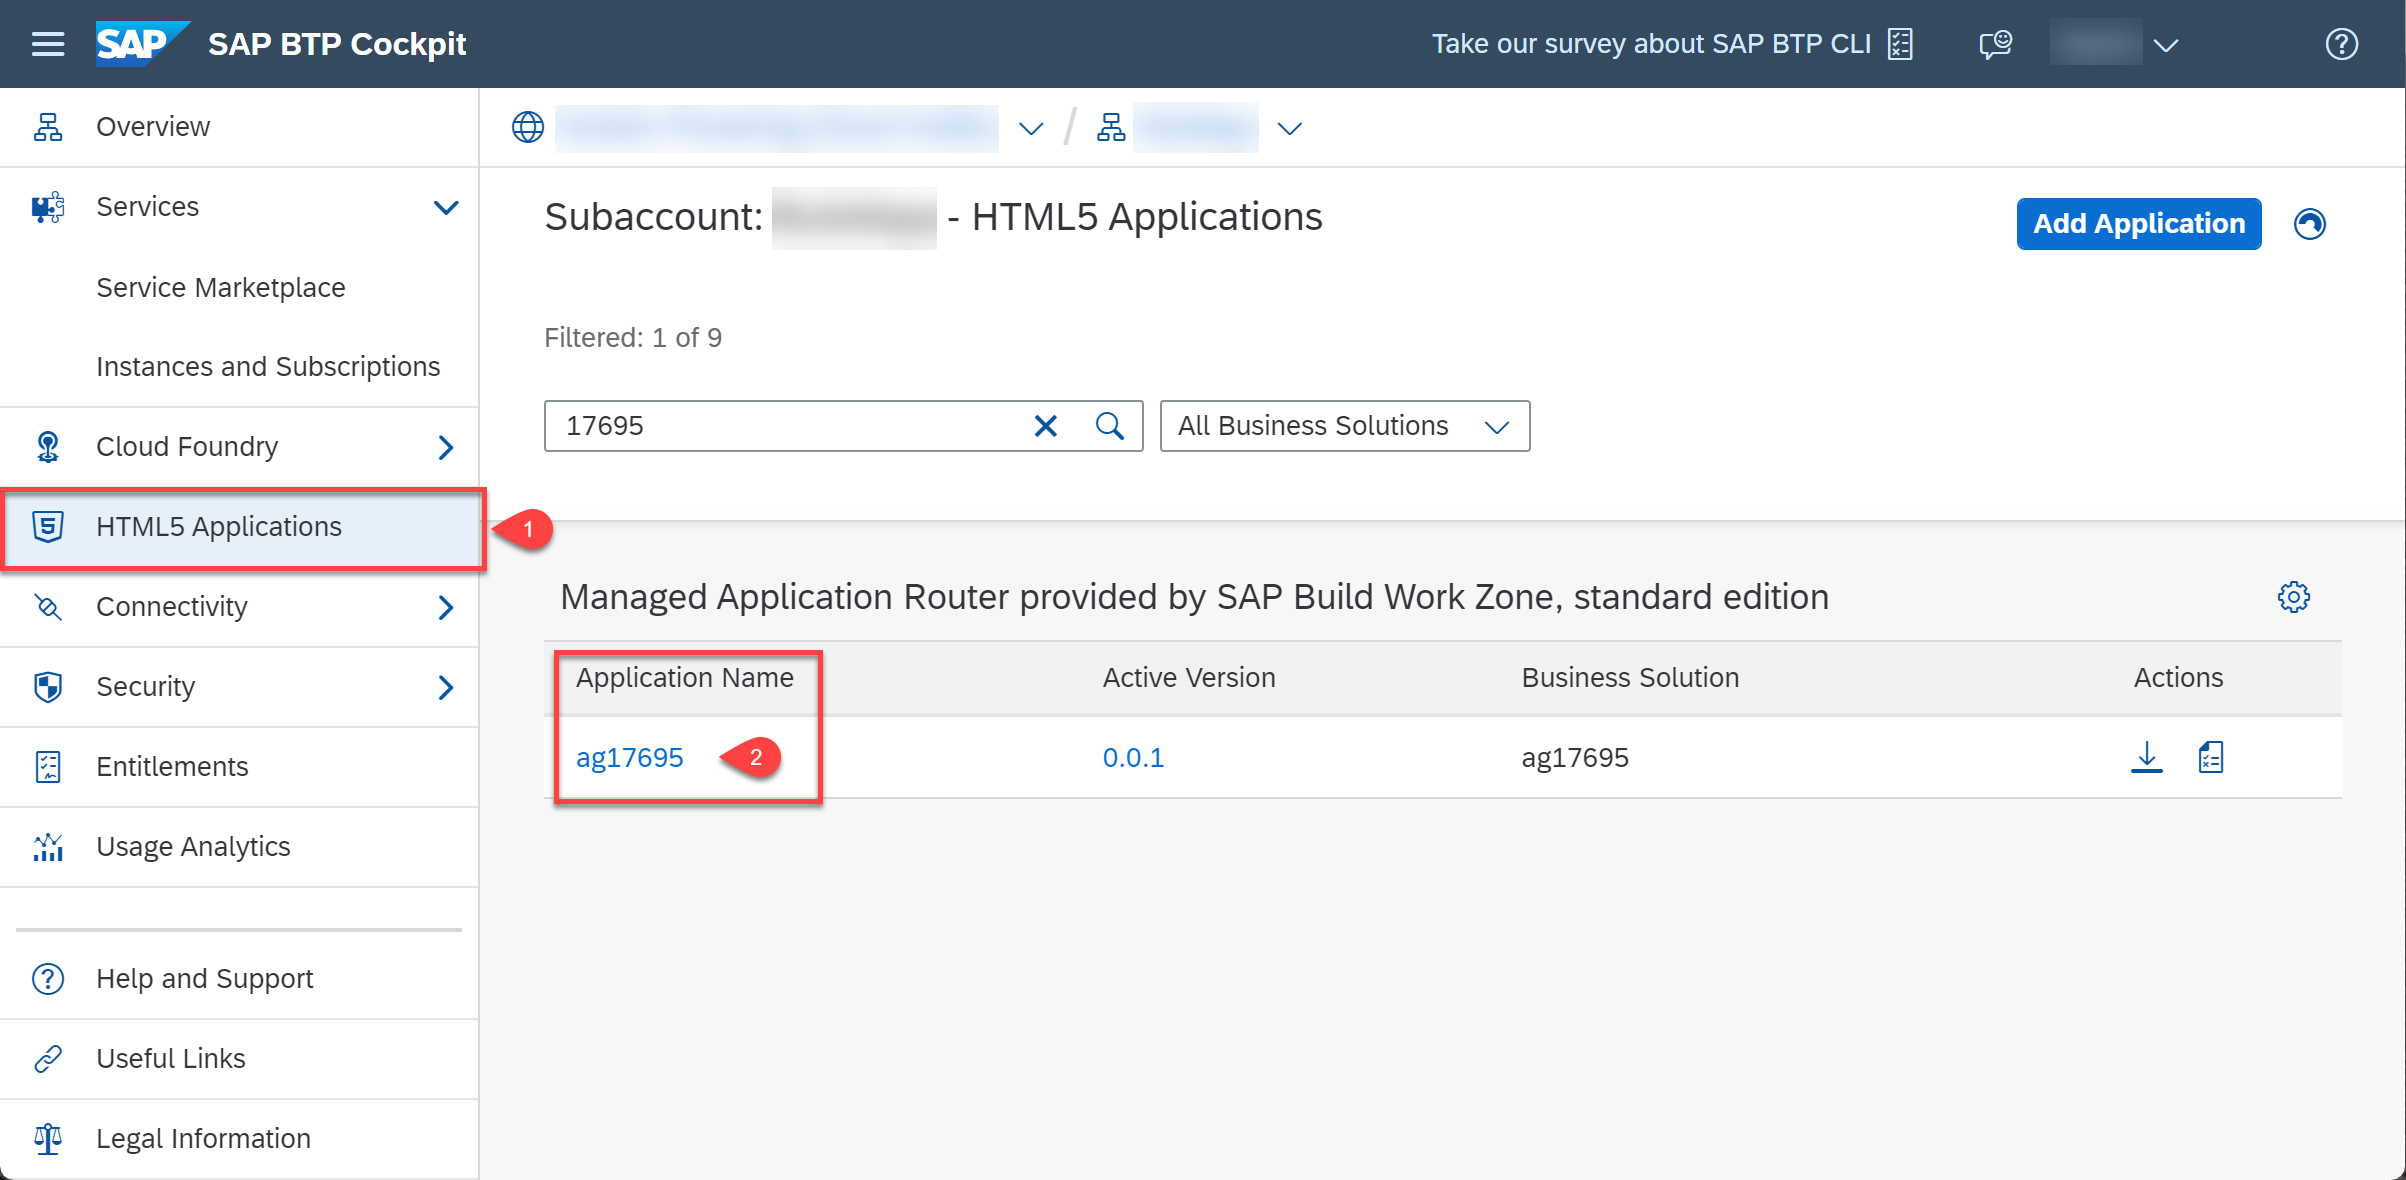 SAP SAP BTP Cockpit
Take our survey about SAP BTP CLI
Overview
Services
Service Marketplace
Instances and Subscriptions
Cloud Foundry
HTML5 Applications
1
Connectivity
Security
Entitlements
Usage Analytics
Help and Support
Useful Links
Legal Information
Subaccount: - HTML5 Applications
Add Application
Filtered: 1 of 9
17695
All Business Solutions
Managed Application Router provided by SAP Build Work Zone, standard edition
Application Name Active Version Business Solution Actions
ag17695 2 0.0.1 ag17695